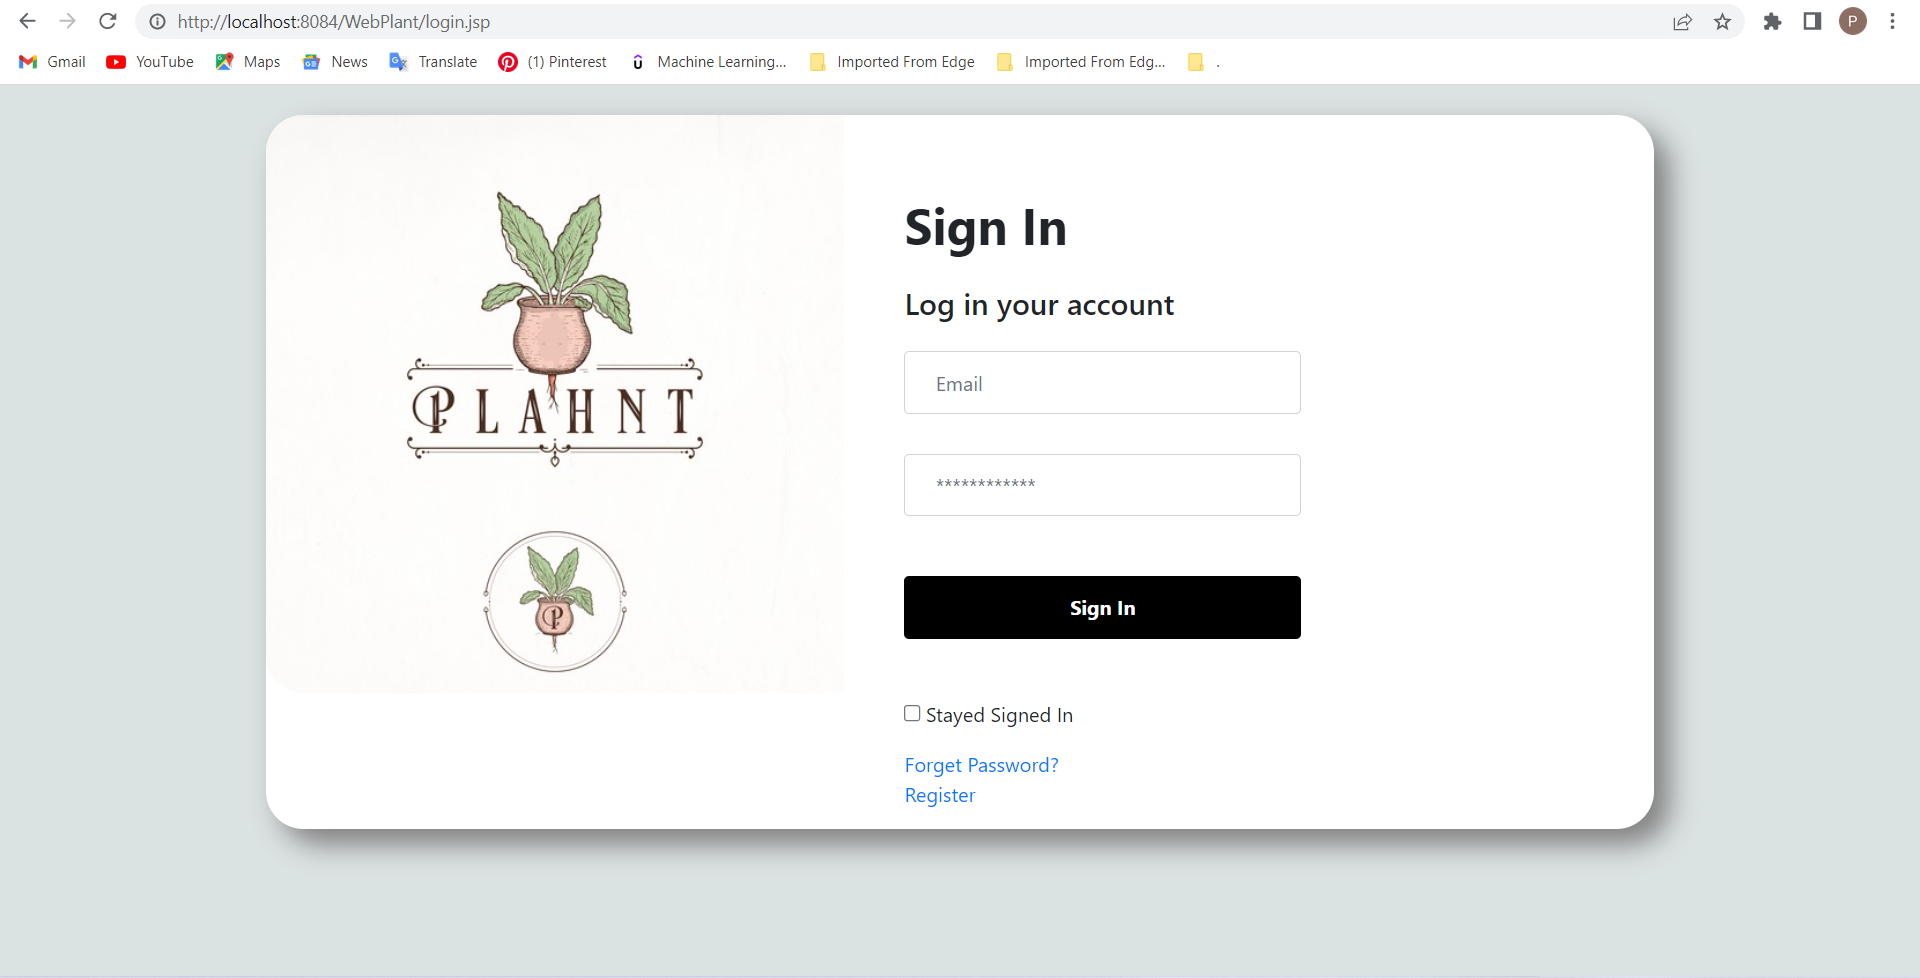 http://localhost:8084/WebPlant/login.jsp
P
Gmail YouTube Maps News Translate (1) Pinterest Machine Learning... Imported From Edge Imported From Edg... .
PLAHNT
P
Sign In
Log in your account
Email
************
Sign In
Stayed Signed In
Forget Password?
Register